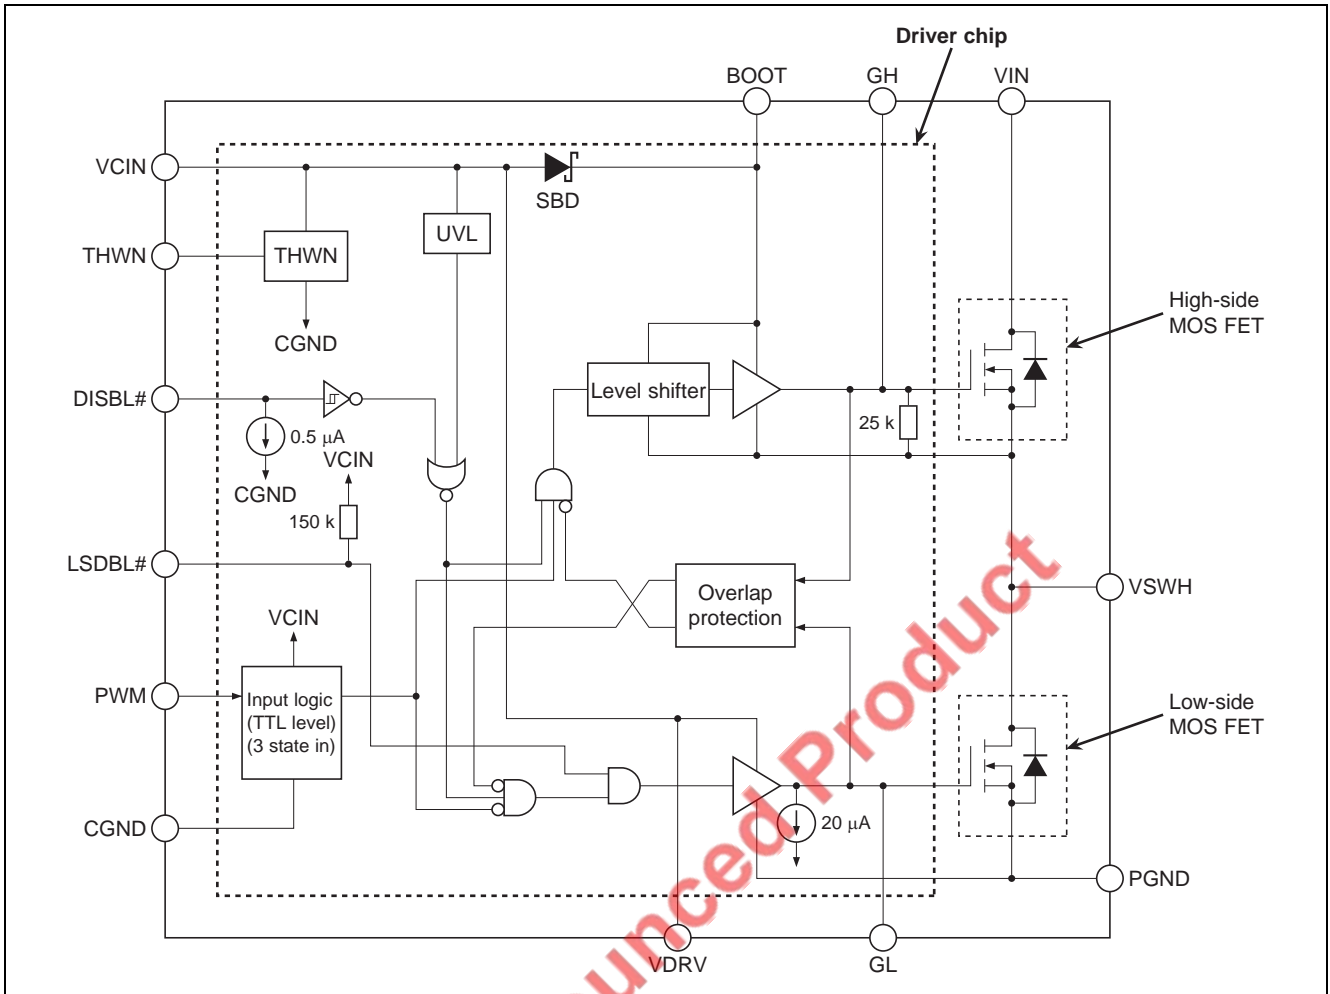 Driver chip
BOOT
GH
VIN
VCIN
SBD
THWN
THWN
UVL
CGND
High-side
MOS FET
Level shifter
DISBL#
0.5 µA
25 k
VCIN
CGND
150 k
LSDBL#
Overlap
protection
VSWH
VCIN
PWM
Input logic
(TTL level)
(3 state in)
Low-side
MOS FET
20 µA
CGND
PGND
VDRV
GL
unced Product